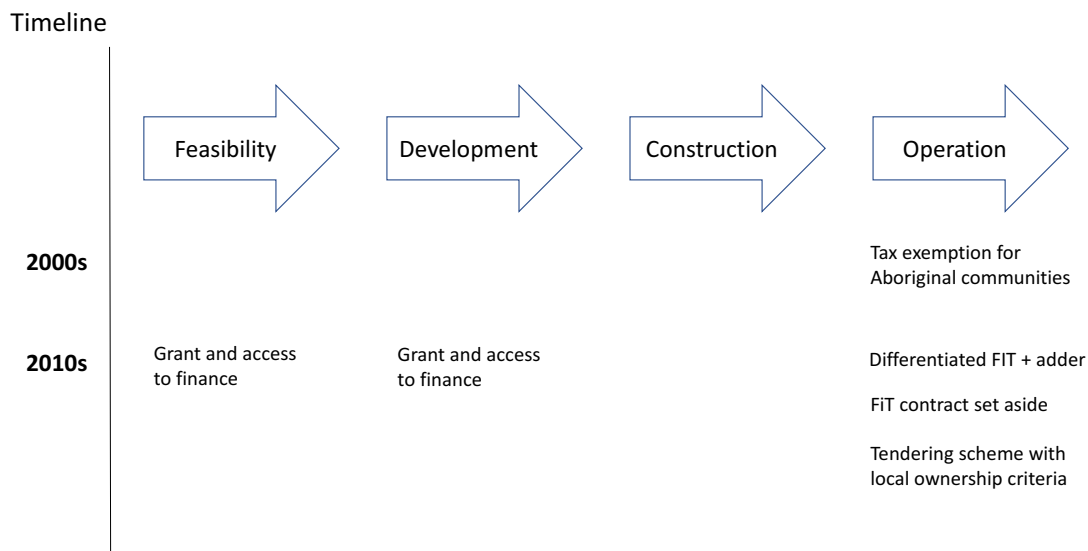 Timeline
Feasibility
Development
Construction
Operation
2000s
Tax exemption for
Aboriginal communities
2010s
Grant and access
to finance
Grant and access
to finance
Differentiated FIT + adder
FiT contract set aside
Tendering scheme with
local ownership criteria